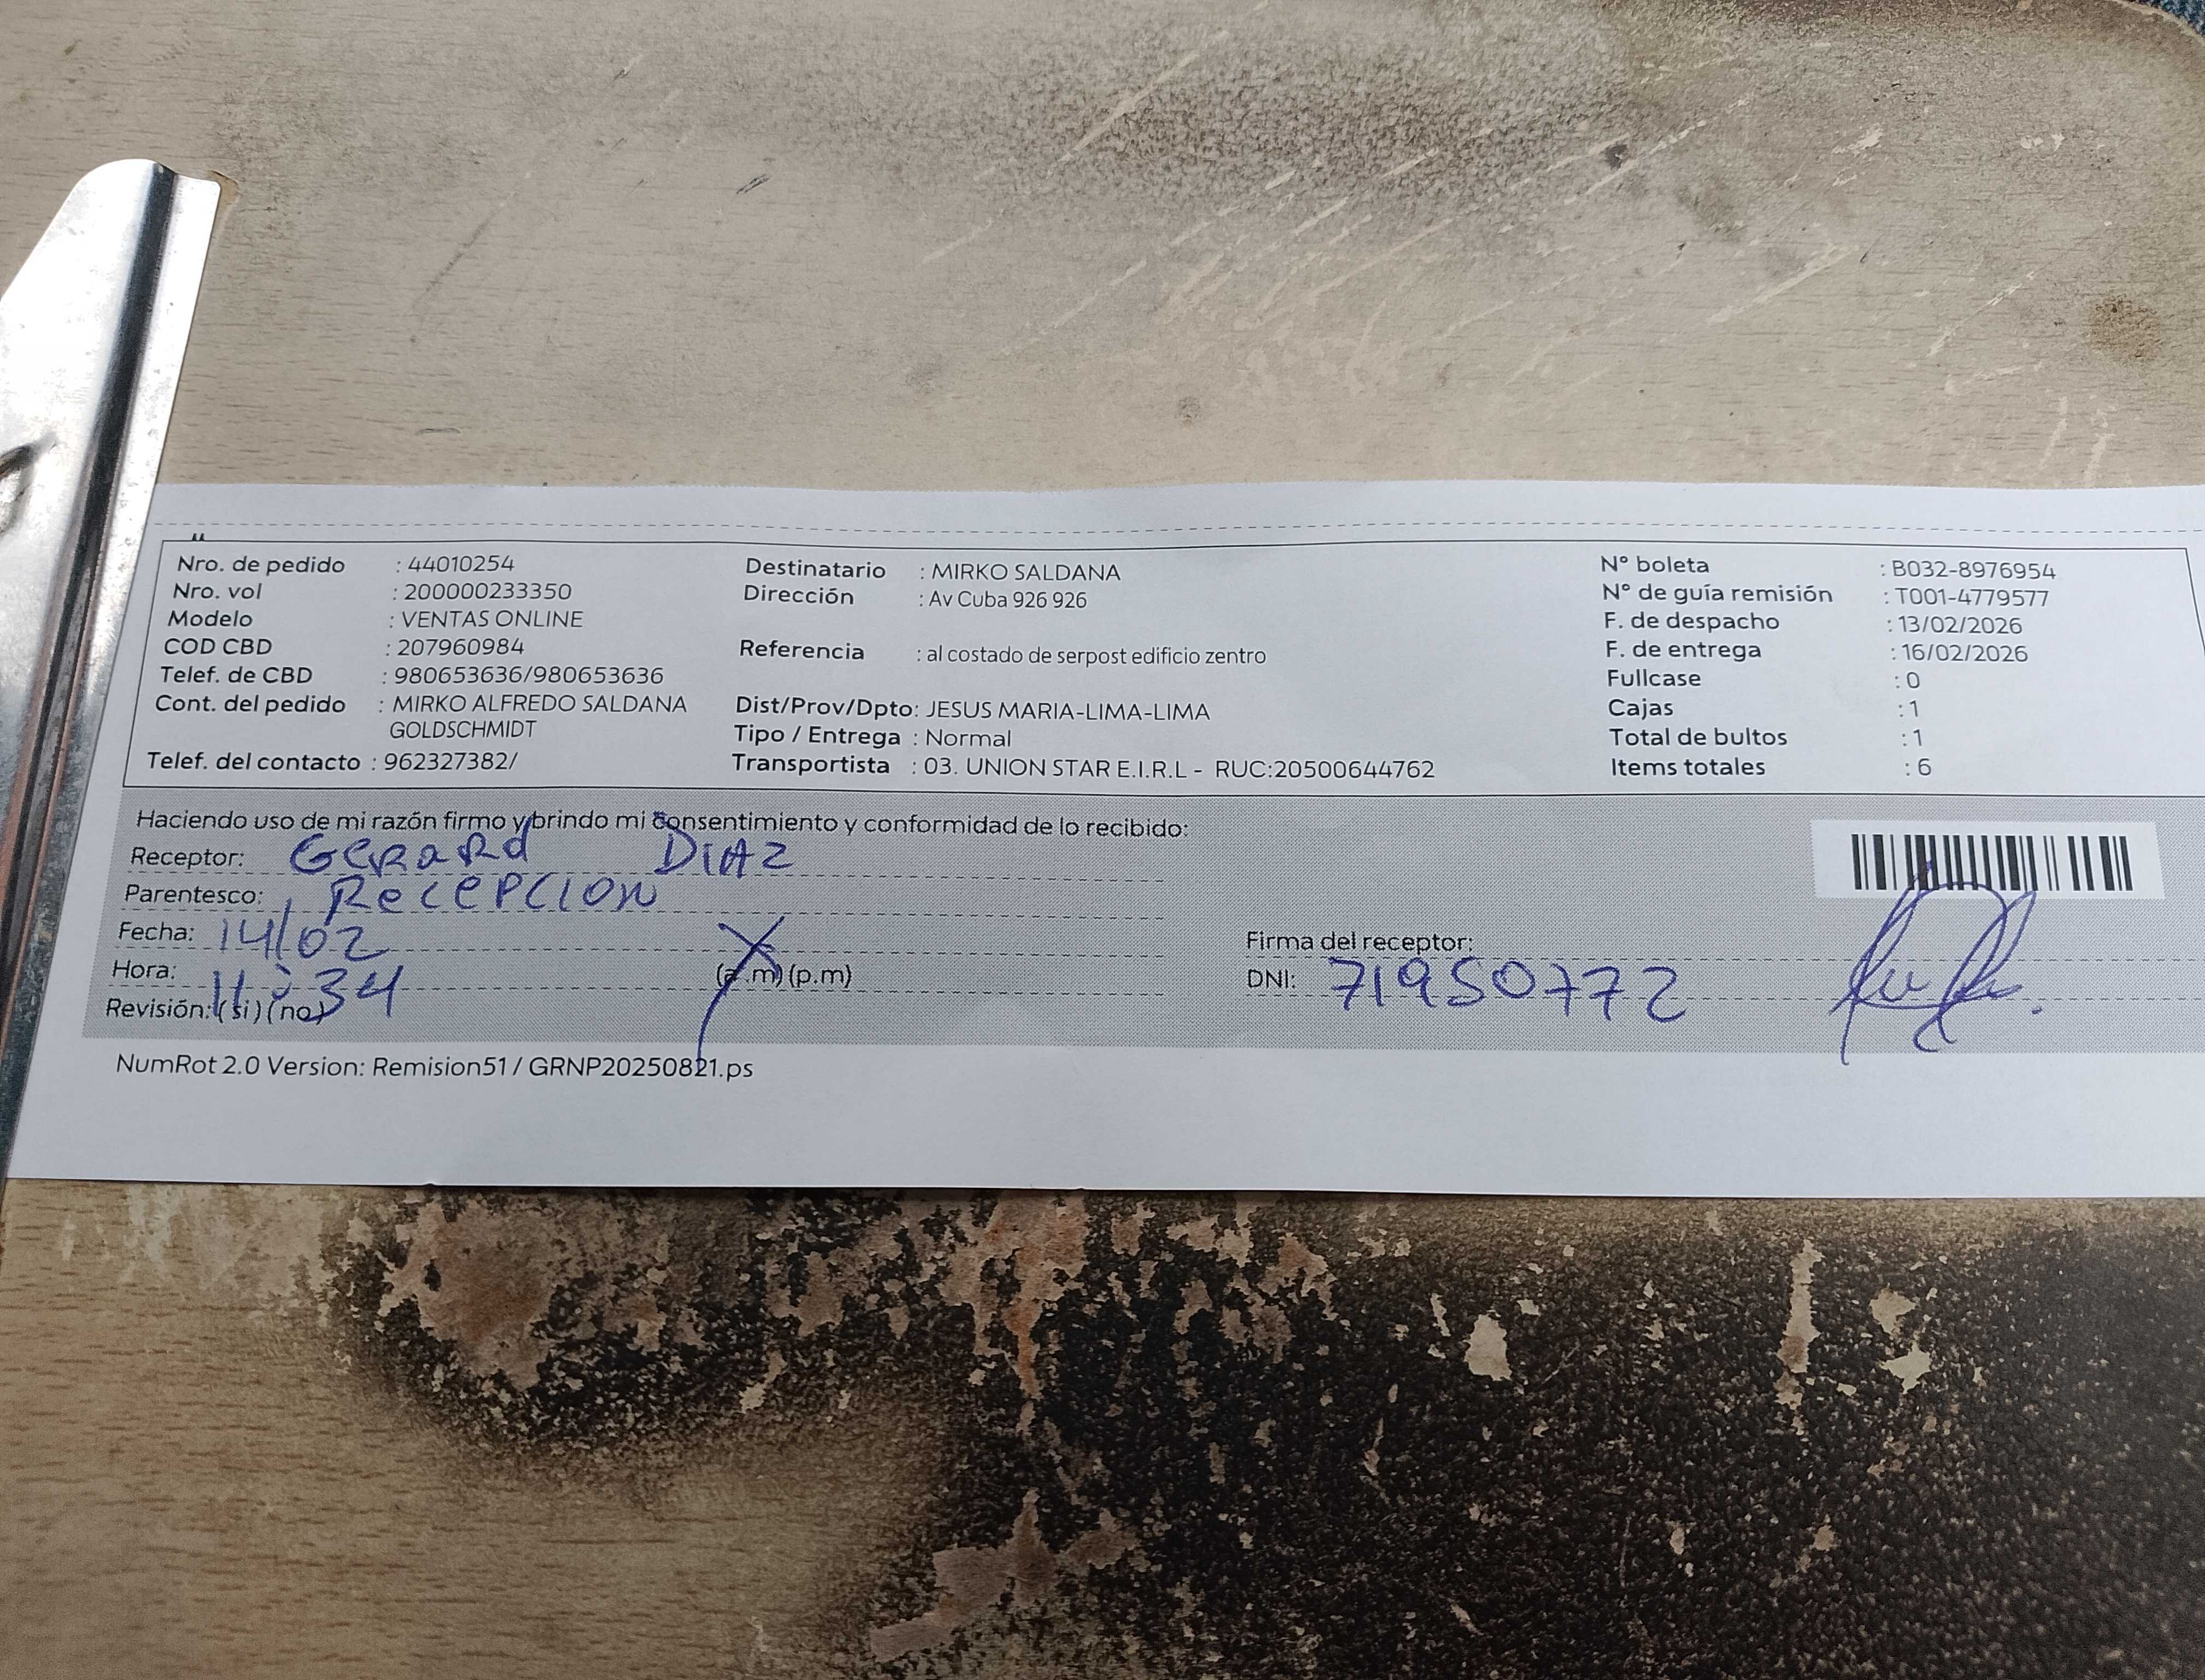 Nro. de pedido : 44010254
Nro. vol : 200000233350
Modelo : VENTAS ONLINE
COD CBD : 207960984
Telef. de CBD : 980653636/980653636
Cont. del pedido : MIRKO ALFREDO SALDANA
GOLDSCHMIDT
Telef. del contacto : 962327382/
Destinatario : MIRKO SALDANA
Dirección : Av Cuba 926 926
Referencia : al costado de serpost edificio zentro
Dist/Prov/Dpto: JESUS MARIA-LIMA-LIMA
Tipo / Entrega : Normal
Transportista : 03. UNION STAR E.I.R.L - RUC:20500644762
N° boleta : B032-8976954
N° de guía remisión : T001-4779577
F. de despacho : 13/02/2026
F. de entrega : 16/02/2026
Fullcase : 0
Cajas : 1
Total de bultos : 1
Items totales : 6
Haciendo uso de mi razón firmo y brindo mi consentimiento y conformidad de lo recibido:
Receptor: Gerard Diaz
Parentesco: Recepcion
Fecha: 14/02
Hora: 11:34 (a.m) (p.m)
Revisión: (si) (no)
Firma del receptor:
DNI: 71950772
NumRot 2.0 Version: Remision51 / GRNP20250821.ps